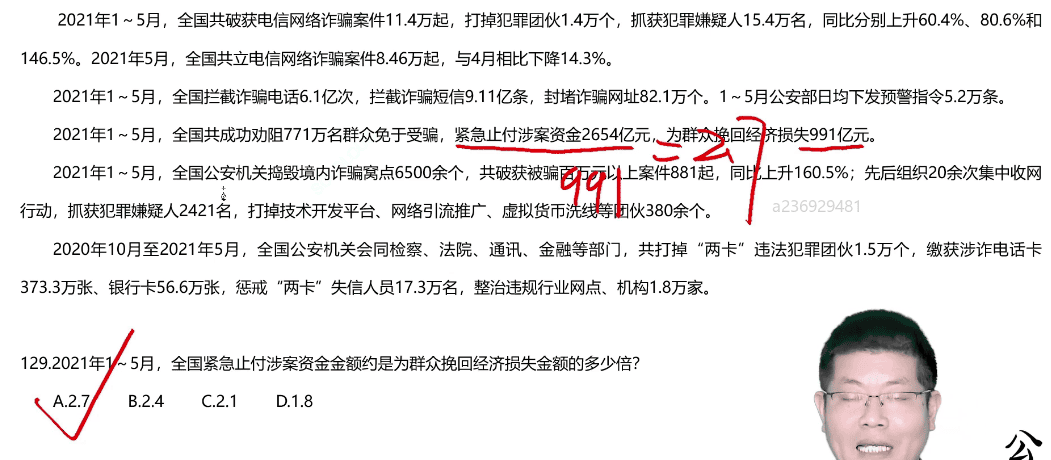 2021年1～5月，全国共破获电信网络诈骗案件11.4万起，打掉犯罪团伙1.4万个，抓获犯罪嫌疑人15.4万名，同比分别上升60.4%、80.6%和
146.5%。2021年5月，全国共立电信网络诈骗案件8.46万起，与4月相比下降14.3%。
2021年1～5月，全国拦截诈骗电话6.1亿次，拦截诈骗短信9.11亿条，封堵诈骗网址82.1万个。1～5月公安部日均下发预警指令5.2万条。
2021年1～5月，全国共成功劝阻771万名群众免于受骗，紧急止付涉案资金2654亿元，为群众挽回经济损失991亿元。
991
=2.7
2021年1～5月，全国公安机关捣毁境内诈骗窝点6500余个，共破获被骗百万元以上案件881起，同比上升160.5%；先后组织20余次集中收网
行动，抓获犯罪嫌疑人2421名，打掉技术开发平台、网络引流推广、虚拟货币洗线等团伙380余个。
a236929481
2020年10月至2021年5月，全国公安机关会同检察、法院、通讯、金融等部门，共打掉“两卡”违法犯罪团伙1.5万个，缴获涉诈电话卡
373.3万张、银行卡56.6万张，惩戒“两卡”失信人员17.3万名，整治违规行业网点、机构1.8万家。
129.2021年1～5月，全国紧急止付涉案资金金额约是为群众挽回经济损失金额的多少倍？
A.2.7 B.2.4 C.2.1 D.1.8
公